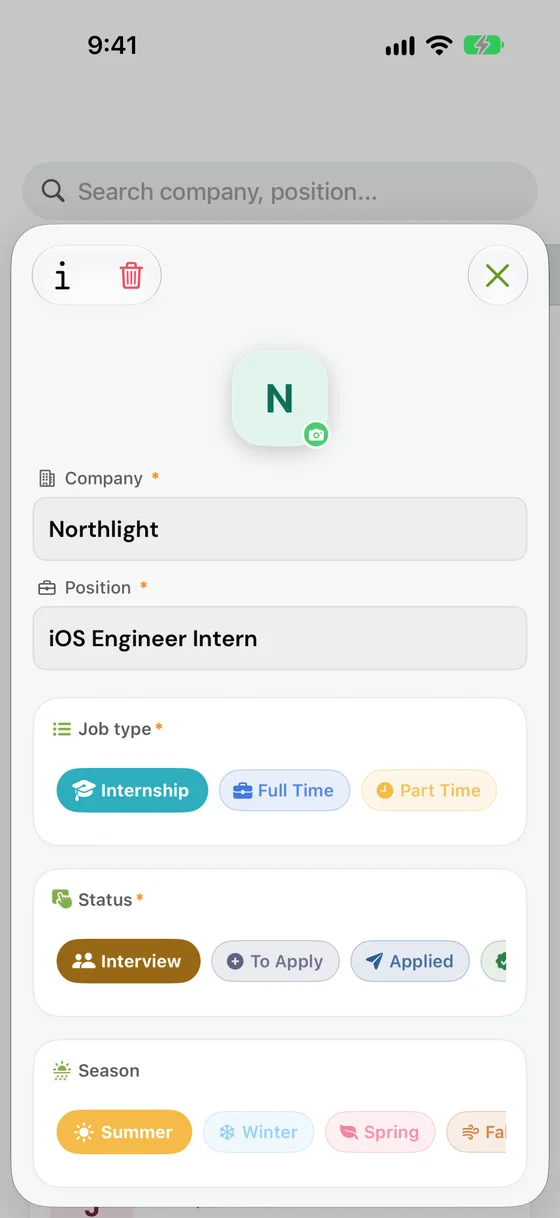 9:41
Search company, position...
i
N
Company *
Northlight
Position *
iOS Engineer Intern
Job type *
Internship Full Time Part Time
Status *
Interview To Apply Applied
Season
Summer Winter Spring Fal